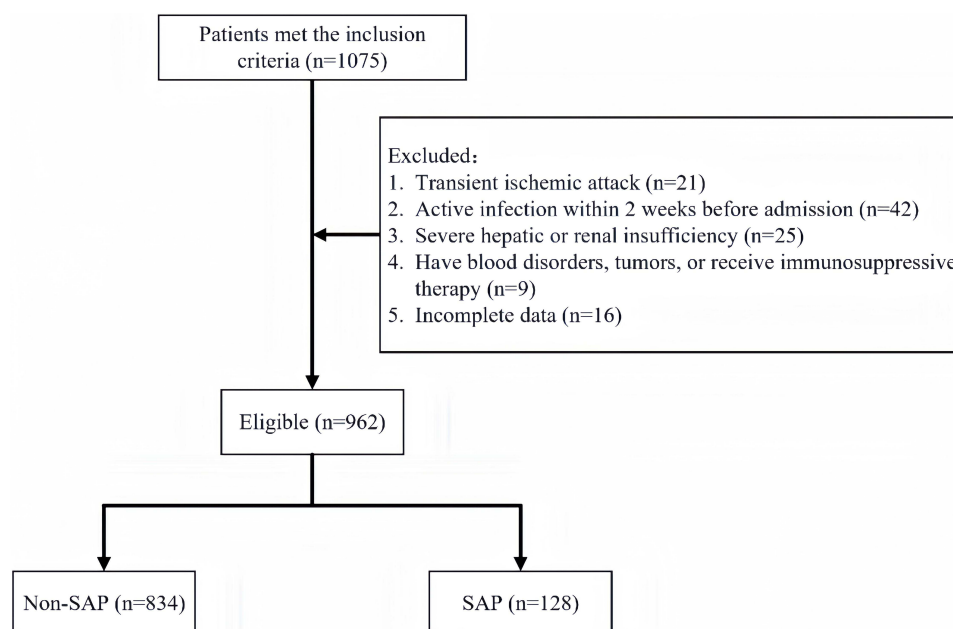 Patients met the inclusion
criteria (n=1075)
Excluded：
1. Transient ischemic attack (n=21)
2. Active infection within 2 weeks before admission (n=42)
3. Severe hepatic or renal insufficiency (n=25)
4. Have blood disorders, tumors, or receive immunosuppressive
therapy (n=9)
5. Incomplete data (n=16)
Eligible (n=962)
Non-SAP (n=834)
SAP (n=128)